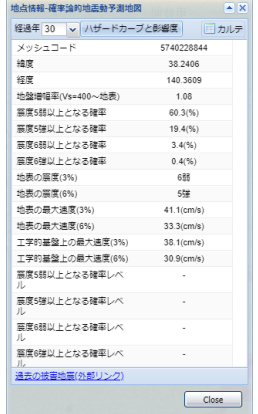 地点情報-確率論的地震動予測地図
経過年 30 ハザードカーブと影響度 カルテ
メッシュコード 5740228844
緯度 38.2406
経度 140.3609
地盤増幅率(Vs=400~地表) 1.08
震度5弱以上となる確率 60.3(%)
震度5強以上となる確率 19.4(%)
震度6弱以上となる確率 3.4(%)
震度6強以上となる確率 0.4(%)
地表の震度(3%) 6弱
地表の震度(6%) 5強
地表の最大速度(3%) 41.1(cm/s)
地表の最大速度(6%) 33.3(cm/s)
工学的基盤上の最大速度(3%) 38.1(cm/s)
工学的基盤上の最大速度(6%) 30.9(cm/s)
震度5弱以上となる確率レベ -
ル
震度5強以上となる確率レベ -
ル
震度6弱以上となる確率レベ -
ル
震度6強以上となる確率レベ -
ル
過去の被害地震(外部リンク)
Close